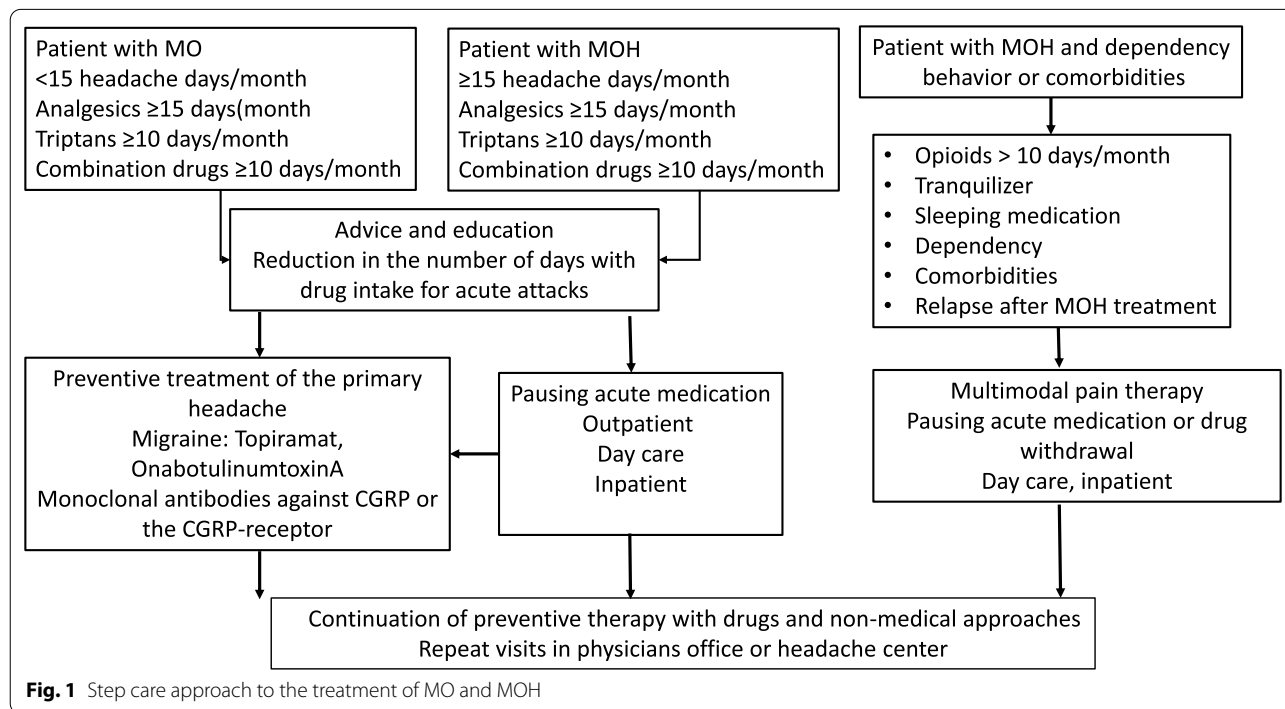 Patient with MO
<15 headache days/month
Analgesics ≥15 days(month
Triptans ≥10 days/month
Combination drugs ≥10 days/month
Patient with MOH
≥15 headache days/month
Analgesics ≥15 days/month
Triptans ≥10 days/month
Combination drugs ≥10 days/month
Patient with MOH and dependency
behavior or comorbidities
Advice and education
Reduction in the number of days with
drug intake for acute attacks
• Opioids > 10 days/month
• Tranquilizer
• Sleeping medication
• Dependency
• Comorbidities
• Relapse after MOH treatment
Preventive treatment of the primary
headache
Migraine: Topiramat,
OnabotulinumtoxinA
Monoclonal antibodies against CGRP or
the CGRP-receptor
Pausing acute medication
Outpatient
Day care
Inpatient
Multimodal pain therapy
Pausing acute medication or drug
withdrawal
Day care, inpatient
Continuation of preventive therapy with drugs and non-medical approaches
Repeat visits in physicians office or headache center
Fig. 1 Step care approach to the treatment of MO and MOH